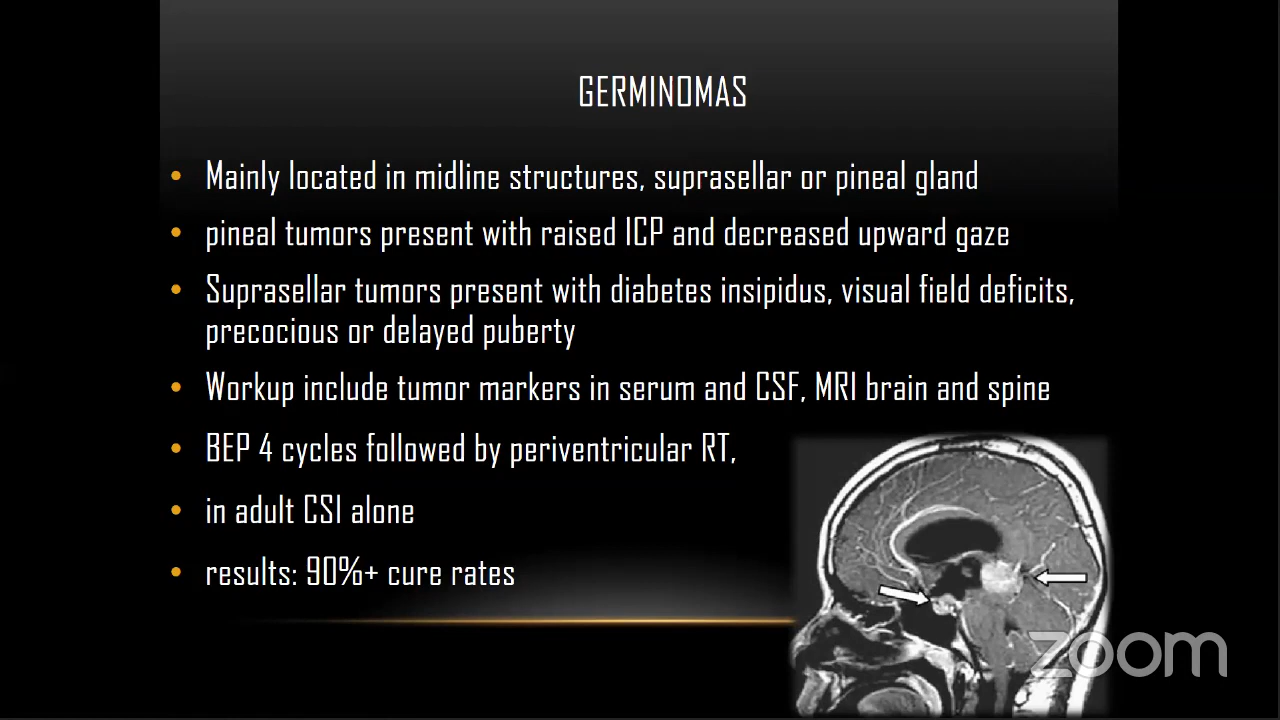 GERMINOMAS
• Mainly located in midline structures, suprasellar or pineal gland
• pineal tumors present with raised ICP and decreased upward gaze
• Suprasellar tumors present with diabetes insipidus, visual field deficits,
precocious or delayed puberty
• Workup include tumor markers in serum and CSF, MRI brain and spine
• BEP 4 cycles followed by periventricular RT,
• in adult CSI alone
• results: 90%+ cure rates
zoom